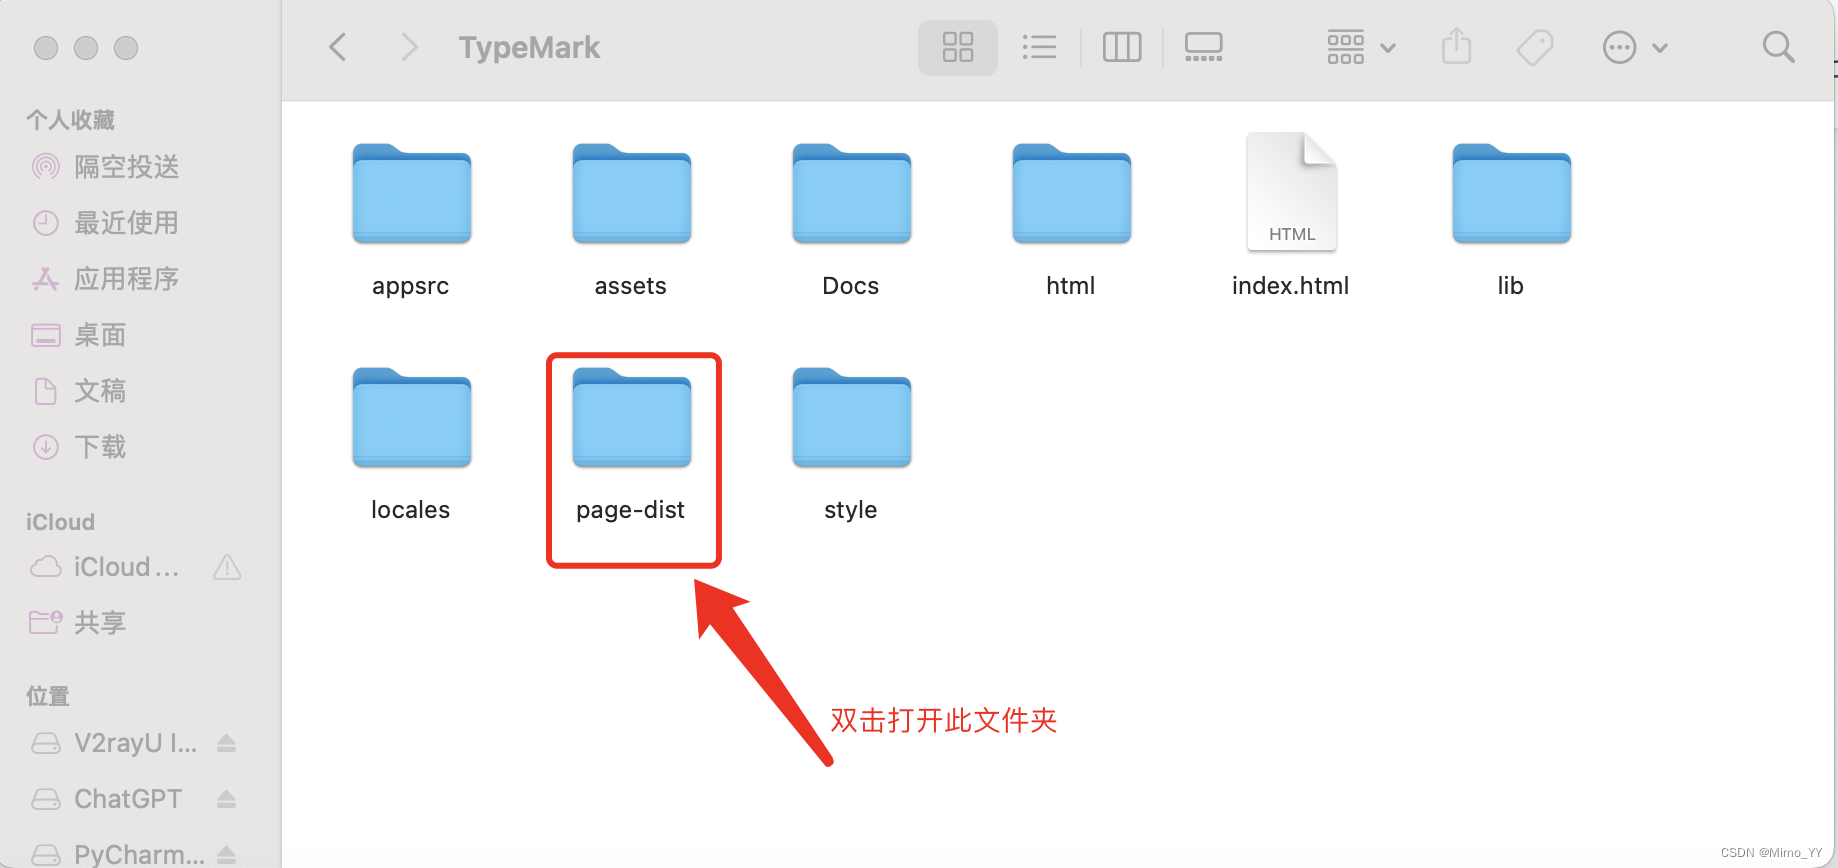 TypeMark
个人收藏
隔空投送
最近使用
应用程序
桌面
文稿
下载
iCloud
iCloud...
共享
位置
V2rayU I...
ChatGPT
PyCharm...
appsrc
assets
Docs
html
HTML
index.html
lib
locales
page-dist
style
双击打开此文件夹
CSDN @Mimo_YY